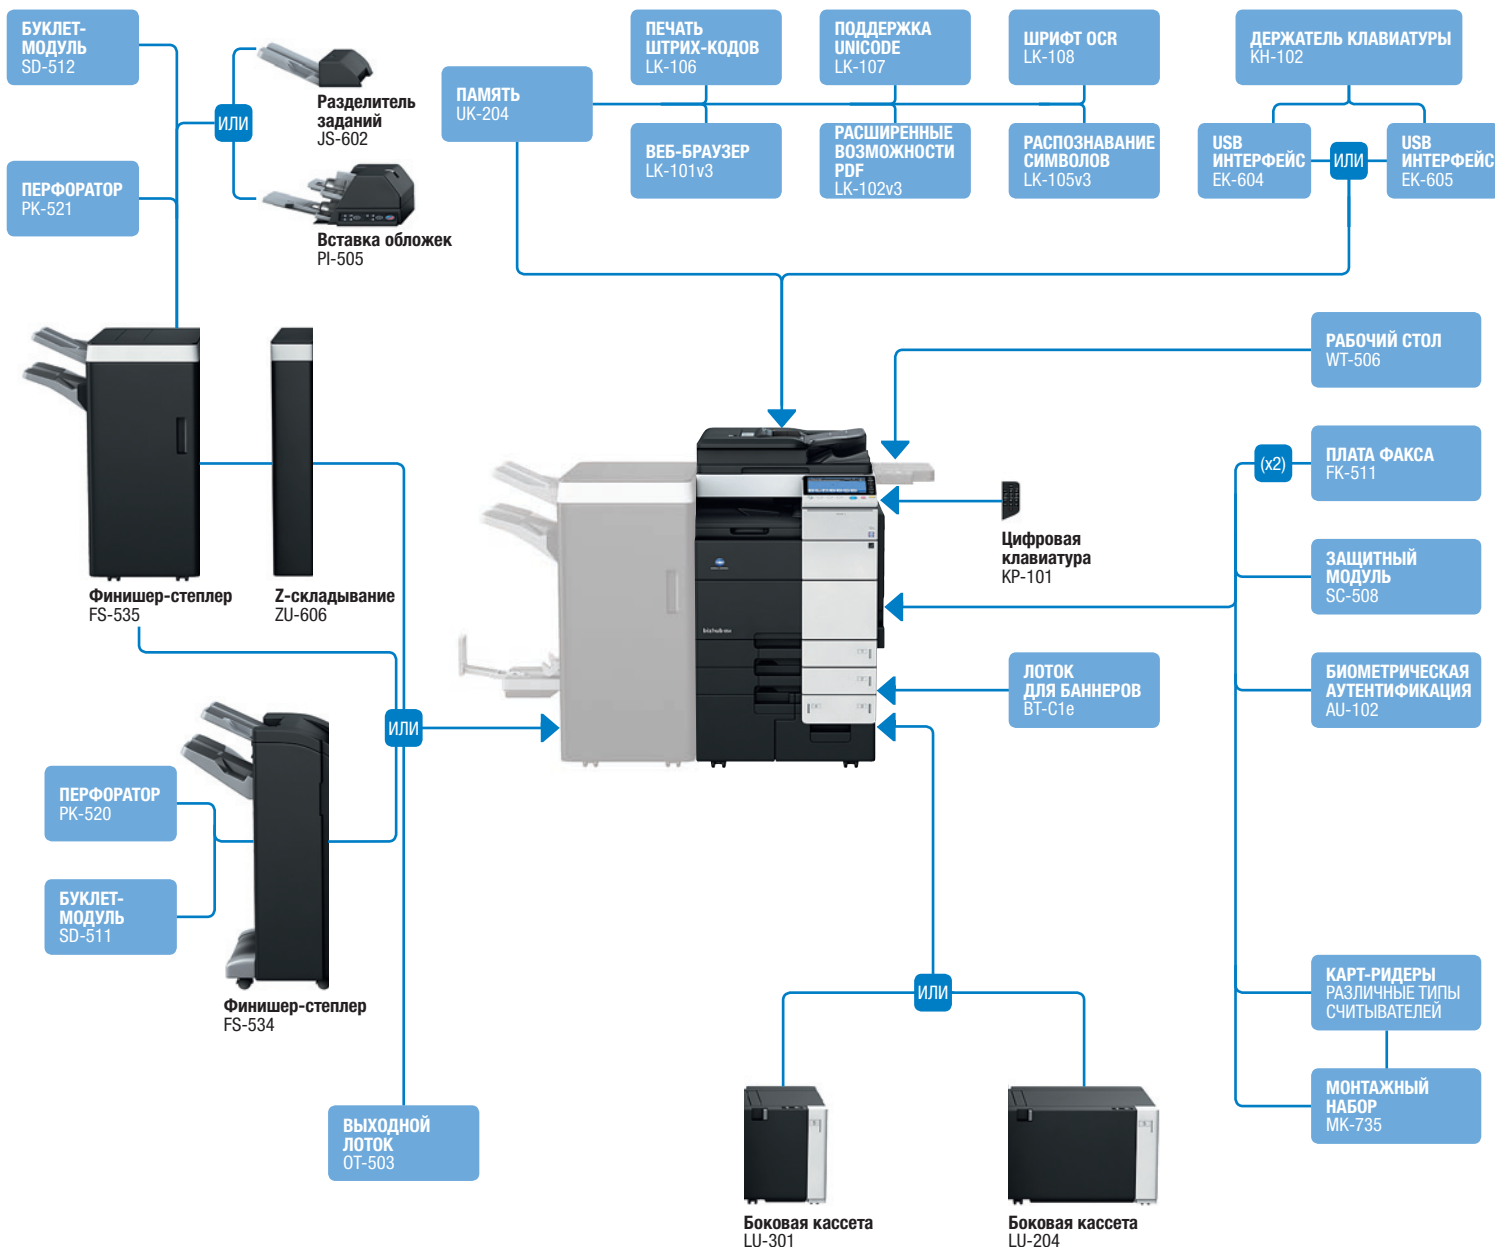 БУКЛЕТ-
МОДУЛЬ
SD-512
ИЛИ
Разделитель
заданий
JS-602
ПЕРФОРАТОР
PK-521
Вставка обложек
PI-505
ПАМЯТЬ
UK-204
ПЕЧАТЬ
ШТРИХ-КОДОВ
LK-106
ПОДДЕРЖКА
UNICODE
LK-107
ШРИФТ OCR
LK-108
ВЕБ-БРАУЗЕР
LK-101v3
РАСШИРЕННЫЕ
ВОЗМОЖНОСТИ
PDF
LK-102v3
РАСПОЗНАВАНИЕ
СИМВОЛОВ
LK-105v3
ДЕРЖАТЕЛЬ КЛАВИАТУРЫ
KH-102
USB
ИНТЕРФЕЙС
EK-604
ИЛИ
USB
ИНТЕРФЕЙС
EK-605
РАБОЧИЙ СТОЛ
WT-506
(x2)
ПЛАТА ФАКСА
FK-511
Цифровая
клавиатура
KP-101
ЗАЩИТНЫЙ
МОДУЛЬ
SC-508
Финишер-степлер
FS-535
Z-складывание
ZU-606
ЛОТОК
ДЛЯ БАННЕРОВ
BT-C1e
БИОМЕТРИЧЕСКАЯ
АУТЕНТИФИКАЦИЯ
AU-102
ИЛИ
ПЕРФОРАТОР
PK-520
БУКЛЕТ-
МОДУЛЬ
SD-511
Финишер-степлер
FS-534
ИЛИ
КАРТ-РИДЕРЫ
РАЗЛИЧНЫЕ ТИПЫ
СЧИТЫВАТЕЛЕЙ
МОНТАЖНЫЙ
НАБОР
MK-735
ВЫХОДНОЙ
ЛОТОК
OT-503
Боковая кассета
LU-301
Боковая кассета
LU-204